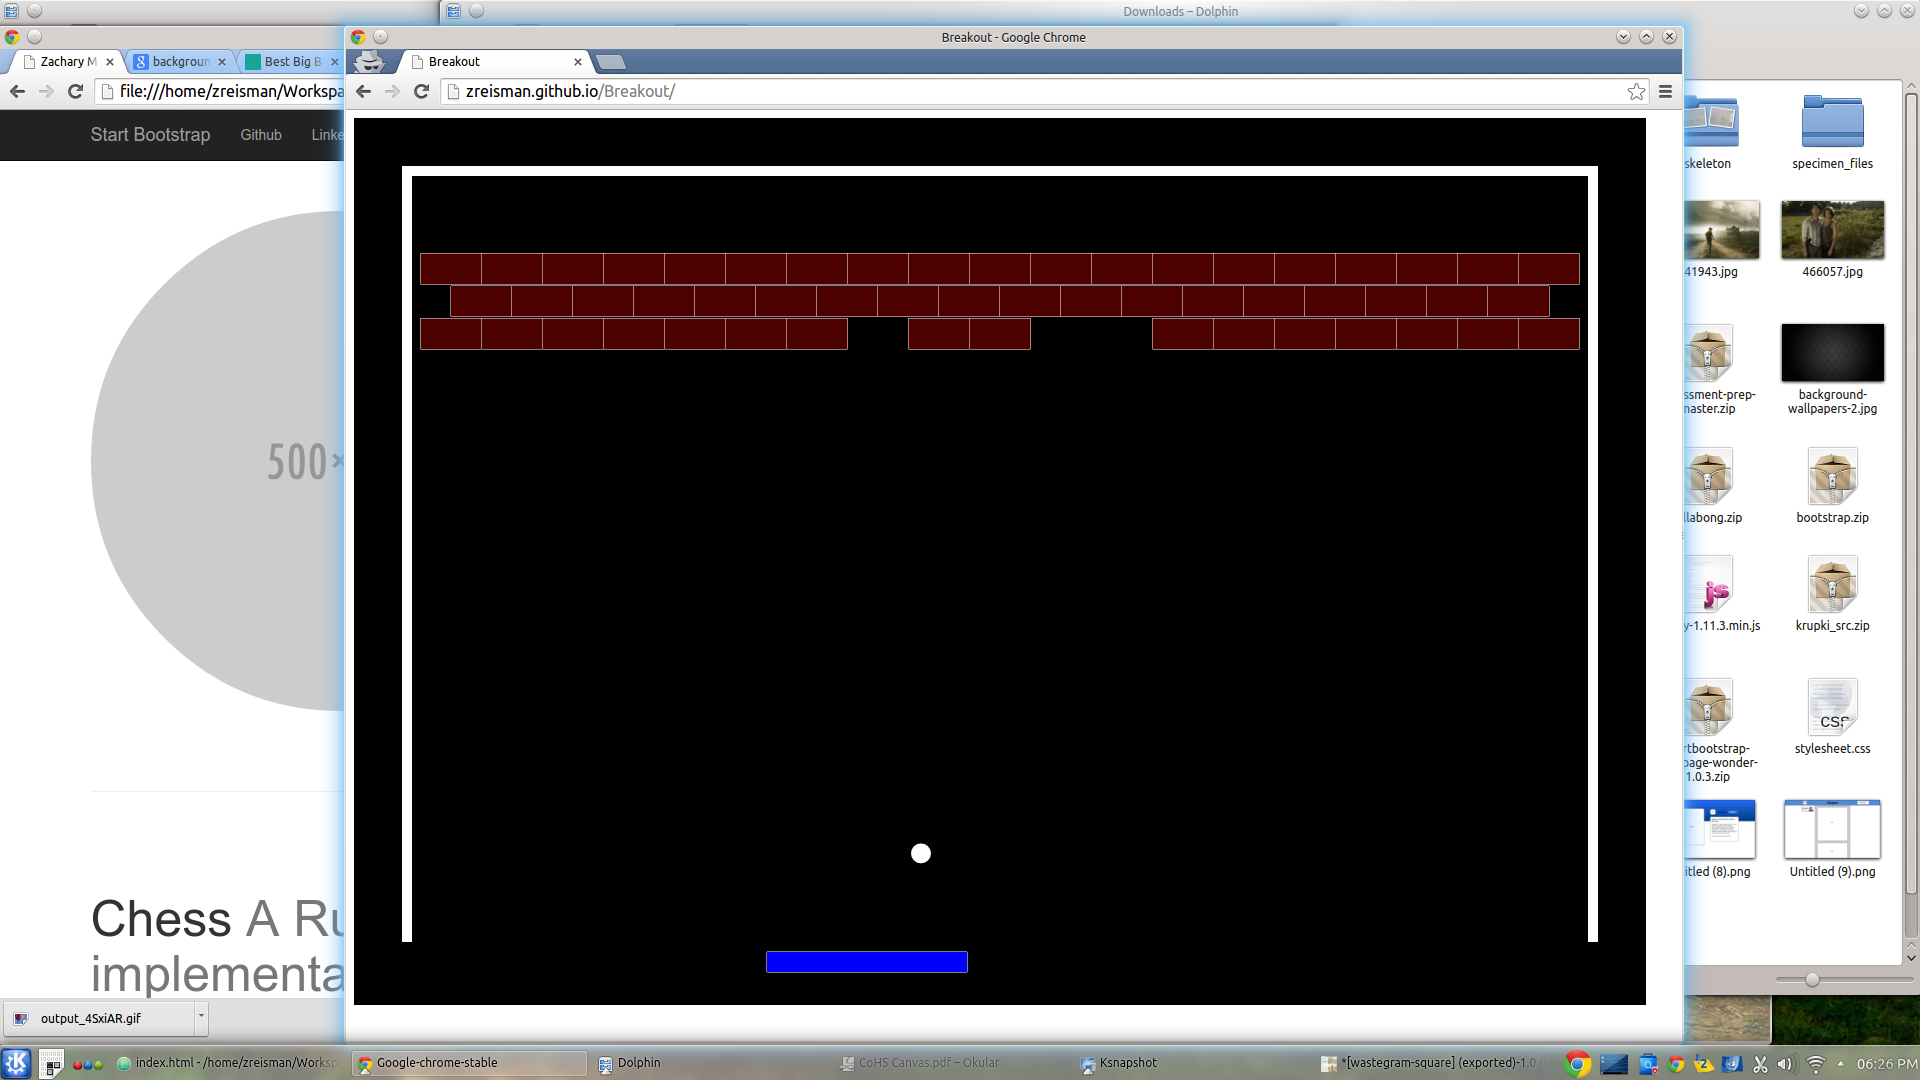 Downloads – Dolphin
Breakout - Google Chrome
Zachary M
backgroun
Best Big B
Breakout
file:///home/zreisman/Workspa
zreisman.github.io/Breakout/
Start Bootstrap
Github
Linke
500×
Chess A Ru
implementa
skeleton
specimen_files
41943.jpg
466057.jpg
ssment-prep-
naster.zip
background-
wallpapers-2.jpg
llabong.zip
bootstrap.zip
js
y-1.11.3.min.js
krupki_src.zip
rtbootstrap-
page-wonder-
1.0.3.zip
css
stylesheet.css
itled (8).png
Untitled (9).png
output_4SxiAR.gif
index.html - /home/zreisman/Worksp
Google-chrome-stable
Dolphin
CoH5 Canvas.pdf – Okular
Ksnapshot
*[wastegram-square] (exported)-1.0
06:26 PM